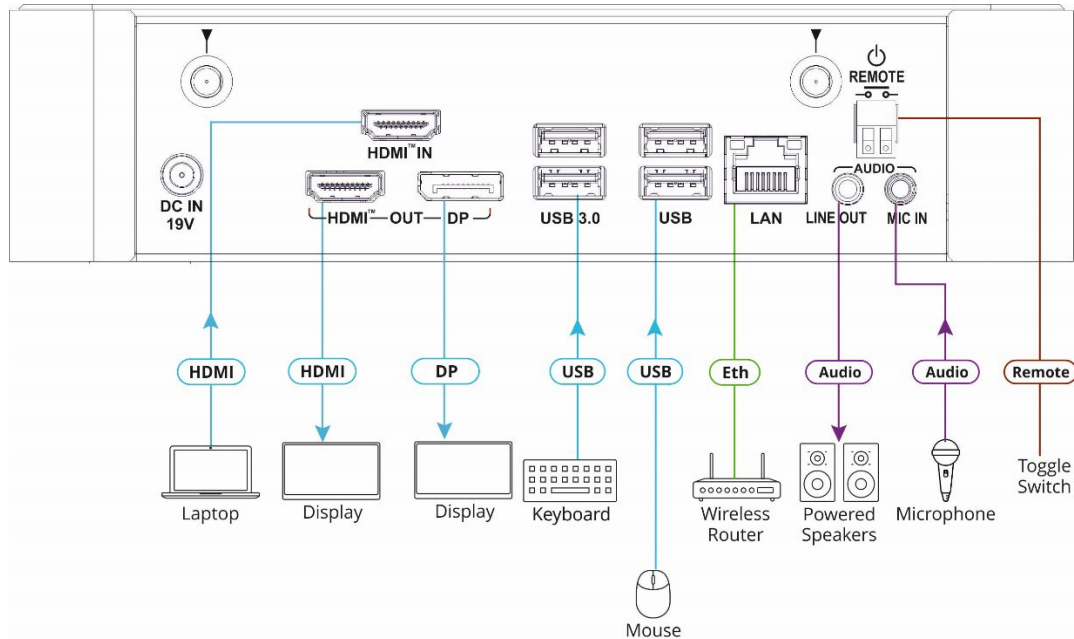 REMOTE
HDMI™ IN
AUDIO
DC IN
19V
HDMI™ OUT DP
USB 3.0
USB
LAN
LINE OUT
MIC IN
HDMI
HDMI
DP
USB
USB
Eth
Audio
Audio
Remote
Laptop
Display
Display
Keyboard
Wireless
Router
Powered
Speakers
Microphone
Toggle
Switch
Mouse